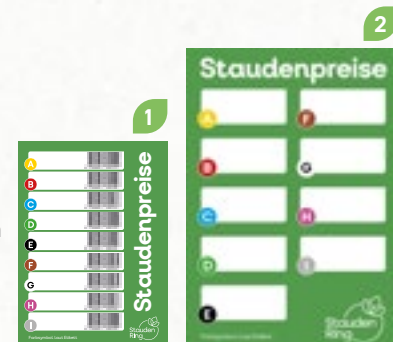 1
Staudenpreise
A
B
C
D
E
F
G
H
I
Stauden
Ring
2
Staudenpreise
A
F
B
G
C
H
D
I
E
Stauden
Ring